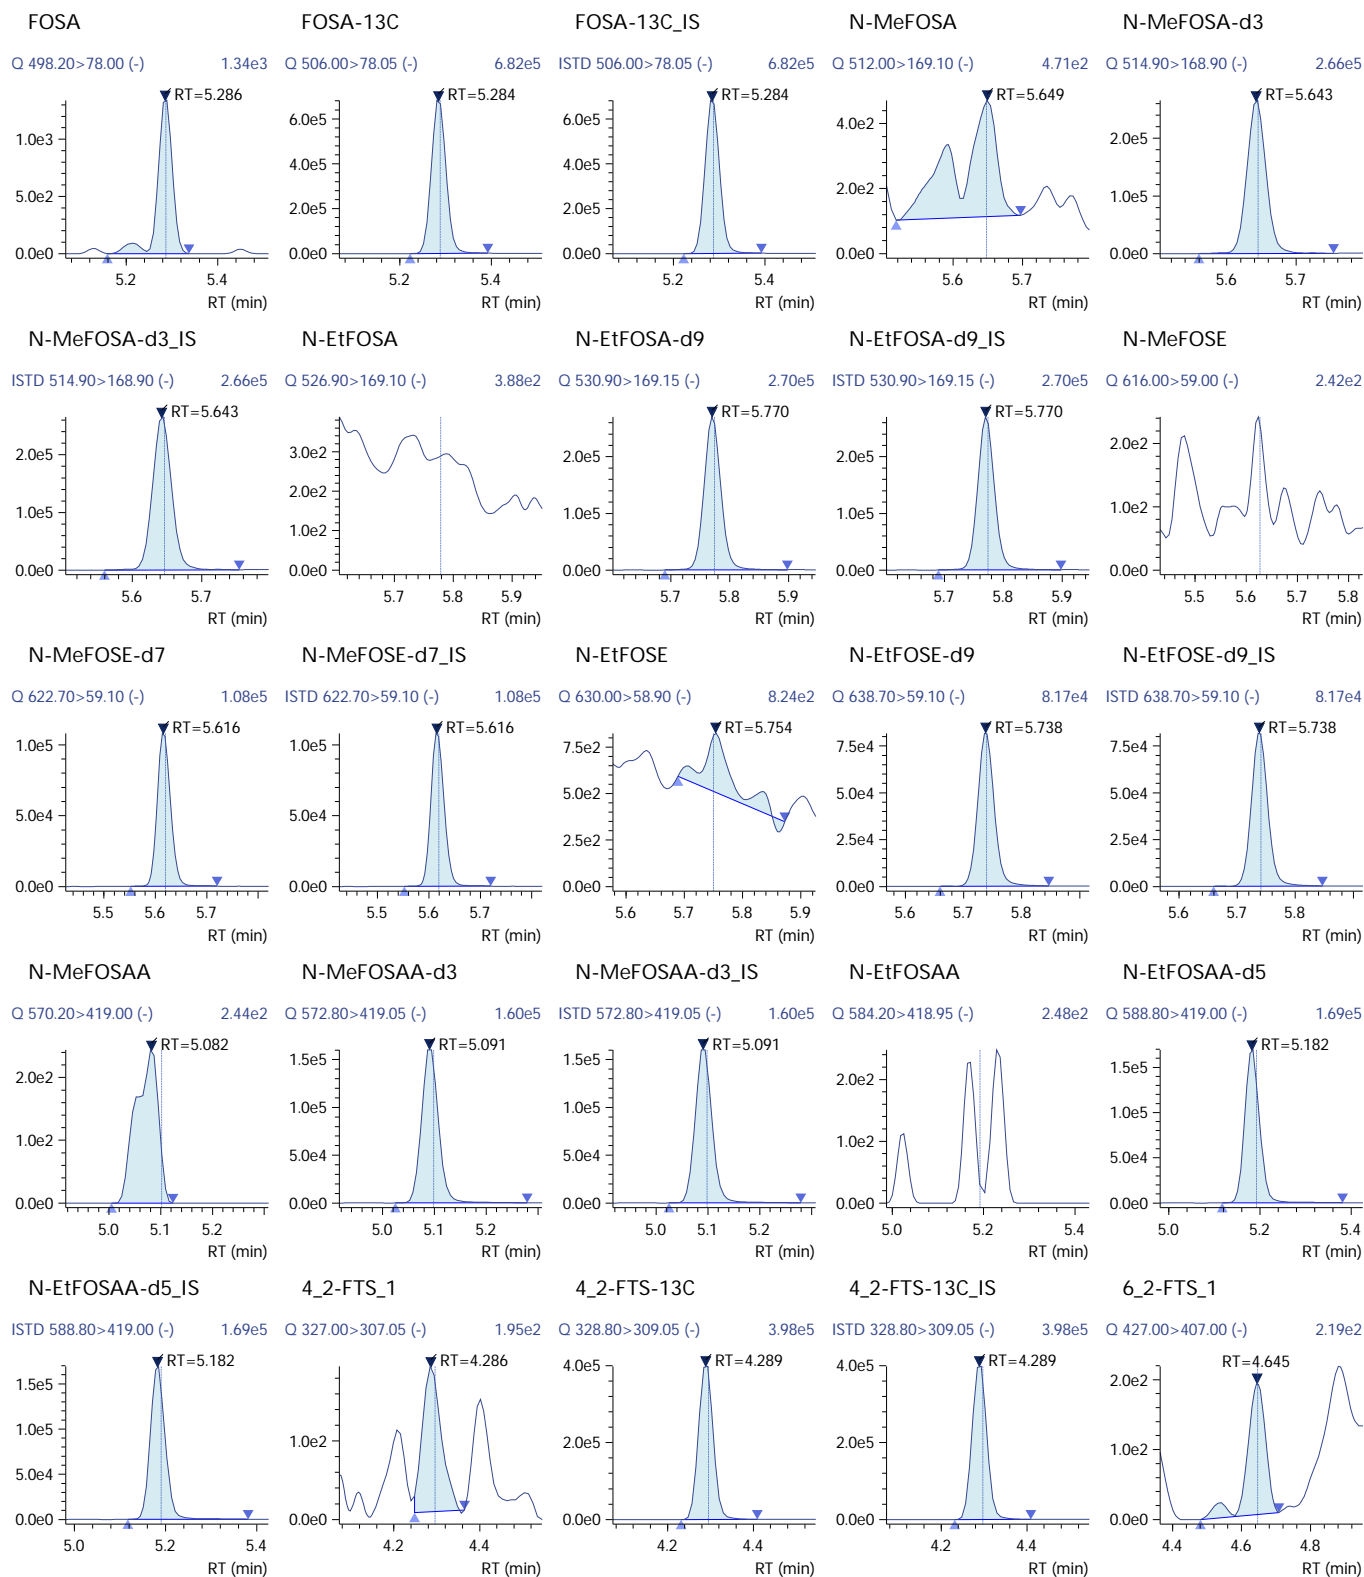 FOSA
Q 498.20>78.00 (-) 1.34e3
RT=5.286
1.0e3
5.0e2
0.0e0
5.2 5.4
RT (min)
FOSA-13C
Q 506.00>78.05 (-) 6.82e5
RT=5.284
6.0e5
4.0e5
2.0e5
0.0e0
5.2 5.4
RT (min)
FOSA-13C_IS
ISTD 506.00>78.05 (-) 6.82e5
RT=5.284
6.0e5
4.0e5
2.0e5
0.0e0
5.2 5.4
RT (min)
N-MeFOSA
Q 512.00>169.10 (-) 4.71e2
RT=5.649
4.0e2
2.0e2
0.0e0
5.6 5.7
RT (min)
N-MeFOSA-d3
Q 514.90>168.90 (-) 2.66e5
RT=5.643
2.0e5
1.0e5
0.0e0
5.6 5.7
RT (min)
N-MeFOSA-d3_IS
ISTD 514.90>168.90 (-) 2.66e5
RT=5.643
2.0e5
1.0e5
0.0e0
5.6 5.7
RT (min)
N-EtFOSA
Q 526.90>169.10 (-) 3.88e2
3.0e2
2.0e2
1.0e2
0.0e0
5.7 5.8 5.9
RT (min)
N-EtFOSA-d9
Q 530.90>169.15 (-) 2.70e5
RT=5.770
2.0e5
1.0e5
0.0e0
5.7 5.8 5.9
RT (min)
N-EtFOSA-d9_IS
ISTD 530.90>169.15 (-) 2.70e5
RT=5.770
2.0e5
1.0e5
0.0e0
5.7 5.8 5.9
RT (min)
N-MeFOSE
Q 616.00>59.00 (-) 2.42e2
2.0e2
1.0e2
0.0e0
5.5 5.6 5.7 5.8
RT (min)
N-MeFOSE-d7
Q 622.70>59.10 (-) 1.08e5
RT=5.616
1.0e5
5.0e4
0.0e0
5.5 5.6 5.7
RT (min)
N-MeFOSE-d7_IS
ISTD 622.70>59.10 (-) 1.08e5
RT=5.616
1.0e5
5.0e4
0.0e0
5.5 5.6 5.7
RT (min)
N-EtFOSE
Q 630.00>58.90 (-) 8.24e2
RT=5.754
7.5e2
5.0e2
2.5e2
0.0e0
5.6 5.7 5.8 5.9
RT (min)
N-EtFOSE-d9
Q 638.70>59.10 (-) 8.17e4
RT=5.738
7.5e4
5.0e4
2.5e4
0.0e0
5.6 5.7 5.8
RT (min)
N-EtFOSE-d9_IS
ISTD 638.70>59.10 (-) 8.17e4
RT=5.738
7.5e4
5.0e4
2.5e4
0.0e0
5.6 5.7 5.8
RT (min)
N-MeFOSAA
Q 570.20>419.00 (-) 2.44e2
RT=5.082
2.0e2
1.0e2
0.0e0
5.0 5.1 5.2
RT (min)
N-MeFOSAA-d3
Q 572.80>419.05 (-) 1.60e5
RT=5.091
1.5e5
1.0e5
5.0e4
0.0e0
5.0 5.1 5.2
RT (min)
N-MeFOSAA-d3_IS
ISTD 572.80>419.05 (-) 1.60e5
RT=5.091
1.5e5
1.0e5
5.0e4
0.0e0
5.0 5.1 5.2
RT (min)
N-EtFOSAA
Q 584.20>418.95 (-) 2.48e2
2.0e2
1.0e2
0.0e0
5.0 5.2 5.4
RT (min)
N-EtFOSAA-d5
Q 588.80>419.00 (-) 1.69e5
RT=5.182
1.5e5
1.0e5
5.0e4
0.0e0
5.0 5.2 5.4
RT (min)
N-EtFOSAA-d5_IS
ISTD 588.80>419.00 (-) 1.69e5
RT=5.182
1.5e5
1.0e5
5.0e4
0.0e0
5.0 5.2 5.4
RT (min)
4_2-FTS_1
Q 327.00>307.05 (-) 1.95e2
RT=4.286
1.0e2
0.0e0
4.2 4.4
RT (min)
4_2-FTS-13C
Q 328.80>309.05 (-) 3.98e5
RT=4.289
4.0e5
2.0e5
0.0e0
4.2 4.4
RT (min)
4_2-FTS-13C_IS
ISTD 328.80>309.05 (-) 3.98e5
RT=4.289
4.0e5
2.0e5
0.0e0
4.2 4.4
RT (min)
6_2-FTS_1
Q 427.00>407.00 (-) 2.19e2
RT=4.645
2.0e2
1.0e2
0.0e0
4.4 4.6 4.8
RT (min)